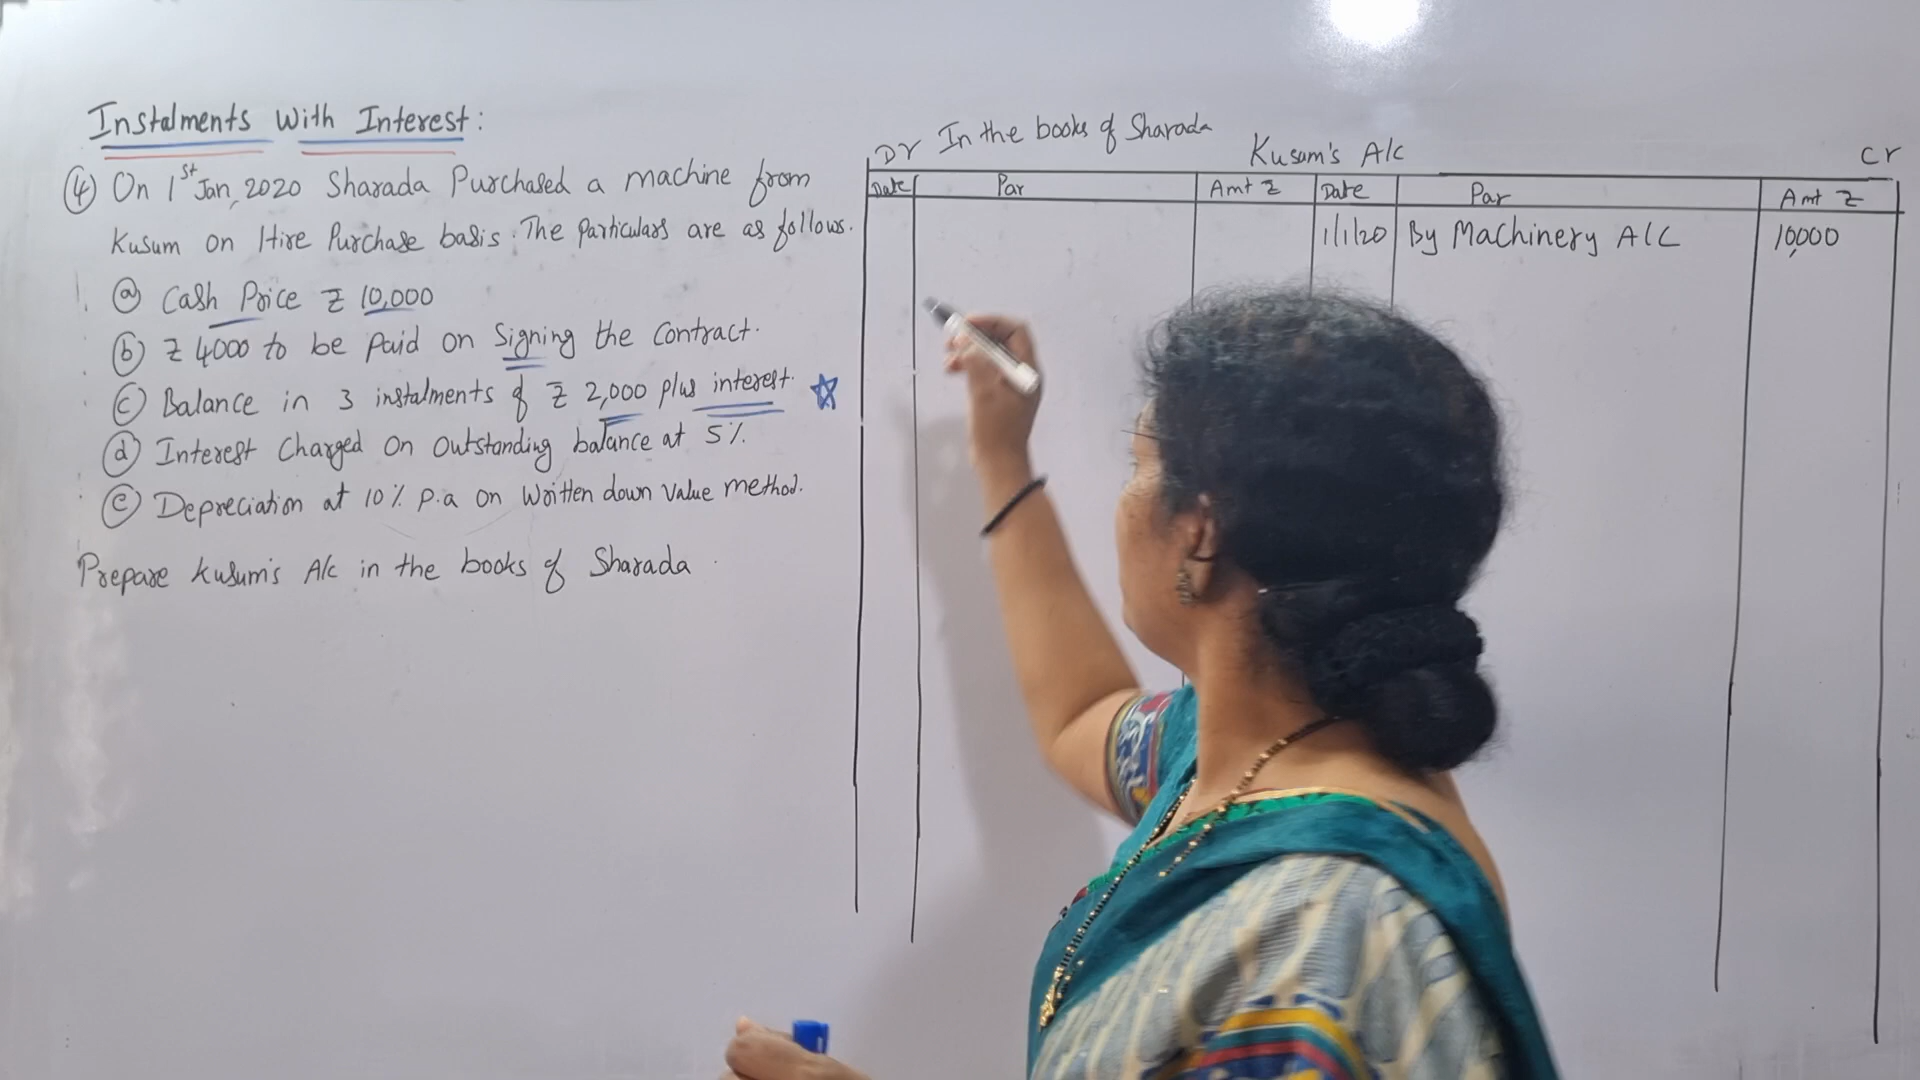 Instalments With Interest:
④ On 1st Jan, 2020 Sharada Purchased a machine from
Kusum on Hire Purchase basis. The Particulars are as follows.
ⓐ Cash Price ₹ 10,000
ⓑ ₹ 4000 to be paid on Signing the Contract.
ⓒ Balance in 3 instalments of ₹ 2,000 plus interest.
ⓓ Interest Charged on Outstanding balance at 5%.
ⓔ Depreciation at 10% p.a on Written down value method.
Prepare Kusum's A/c in the books of Sharada
In the books of Sharada
Dr Kusum's A/c Cr
Date Par Amt ₹ Date Par Amt ₹
1/1/20 By Machinery A/C 10,000